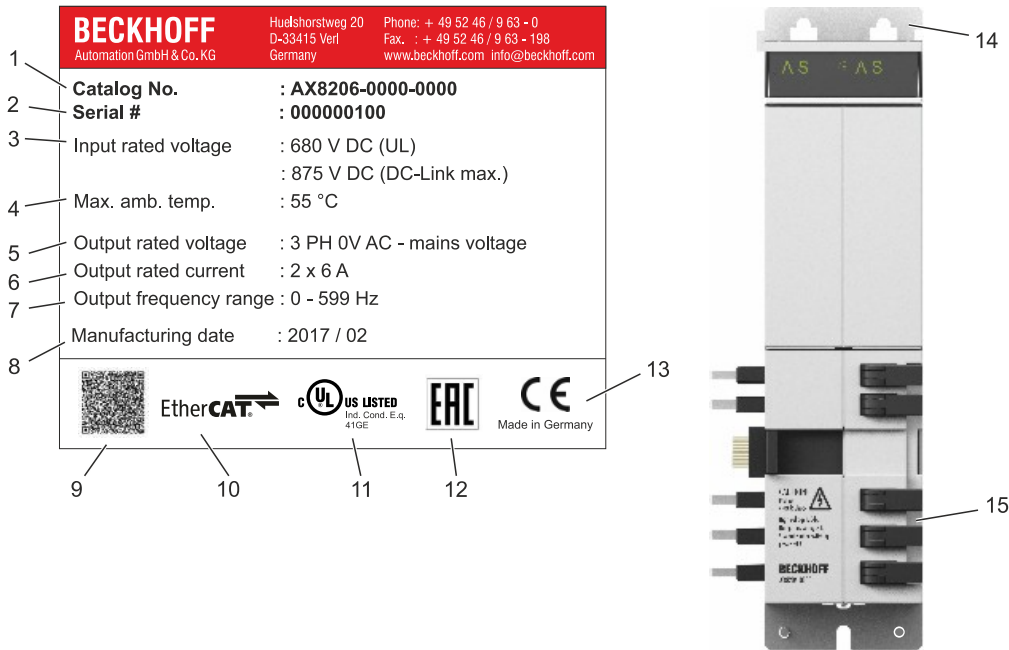 BECKHOFF
Automation GmbH & Co. KG
Huelshorstweg 20
D-33415 Verl
Germany
Phone: + 49 52 46 / 9 63 - 0
Fax. : + 49 52 46 / 9 63 - 198
www.beckhoff.com info@beckhoff.com
1
Catalog No. : AX8206-0000-0000
2
Serial # : 000000100
3
Input rated voltage : 680 V DC (UL)
: 875 V DC (DC-Link max.)
4
Max. amb. temp. : 55 °C
5
Output rated voltage : 3 PH 0V AC - mains voltage
6
Output rated current : 2 x 6 A
7
Output frequency range : 0 - 599 Hz
8
Manufacturing date : 2017 / 02
EtherCAT®
c UL US LISTED
Ind. Cond. E.q.
41GE
EAC
CE
Made in Germany
9
10
11
12
13
14
AS AS
BECKHOFF
15